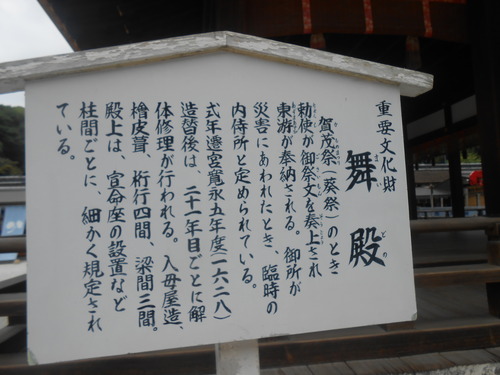 重要文化財
舞殿
まいどの
賀茂祭（葵祭）のとき
勅使が御祭文を奏上され
東游が奉納される。御所が
災害にあわれたとき、臨時の
内侍所と定められている。
式年遷宮寛永五年度（一六二八）
造替後は、二十一年目ごとに解
体修理が行われる。入母屋造、
檜皮葺、桁行四間、梁間三間。
殿上は、宣命座の設置など
柱間ごとに、細かく規定され
ている。